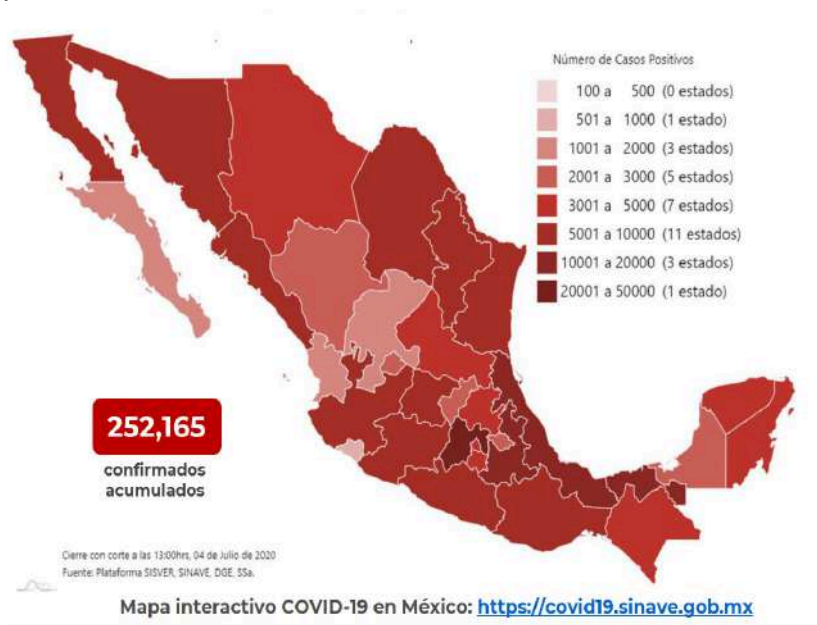 Número de Casos Positivos
100 a 500 (0 estados)
501 a 1000 (1 estado)
1001 a 2000 (3 estados)
2001 a 3000 (5 estados)
3001 a 5000 (7 estados)
5001 a 10000 (11 estados)
10001 a 20000 (3 estados)
20001 a 50000 (1 estado)
252,165
confirmados
acumulados
Cierre con corte a las 13:00hrs, 04 de Julio de 2020
Fuente: Plataforma SISVER, SINAVE, DGE, SSa.
Mapa interactivo COVID-19 en México: https://covid19.sinave.gob.mx